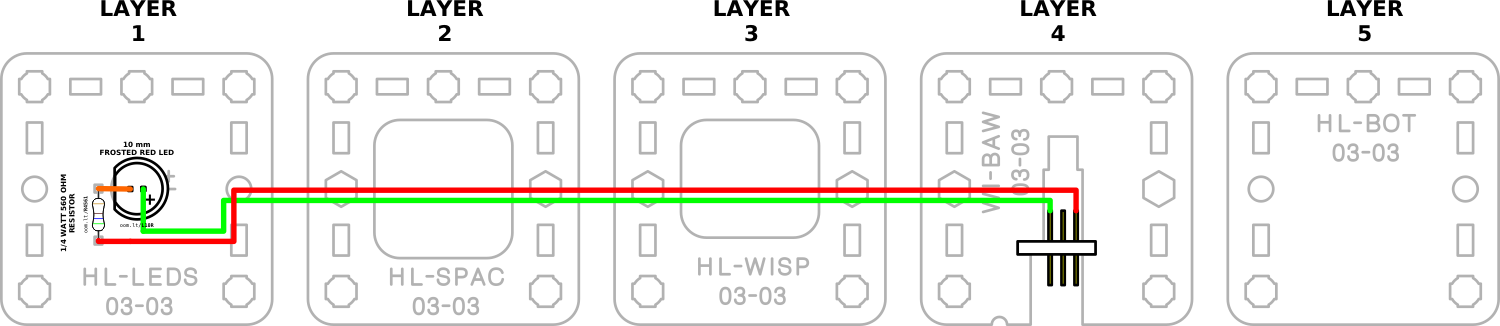 LAYER
1
LAYER
2
LAYER
3
LAYER
4
LAYER
5
10 mm
FROSTED RED LED
1/4 WATT 560 OHM
RESISTOR
HL-LEDS
03-03
HL-SPAC
03-03
HL-WISP
03-03
WI-BAW
03-03
HL-BOT
03-03